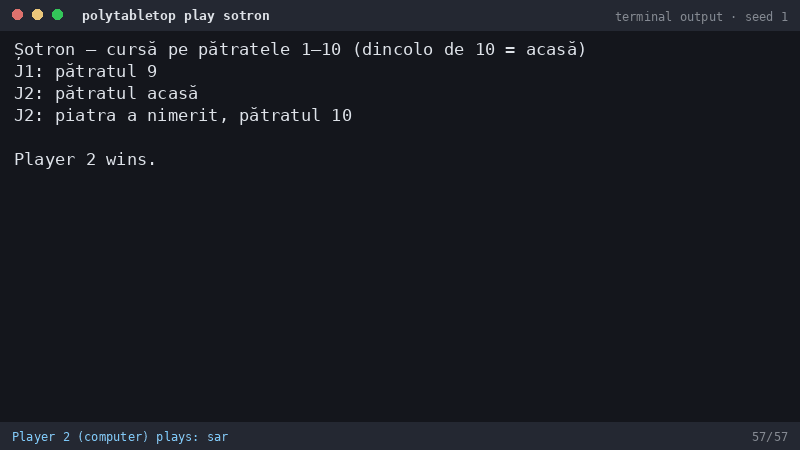 polytabletop play sotron
terminal output · seed 1
Șotron — cursă pe pătratele 1–10 (dincolo de 10 = acasă)
J1: pătratul 9
J2: pătratul acasă
J2: piatra a nimerit, pătratul 10
Player 2 wins.
Player 2 (computer) plays: sar
57/57